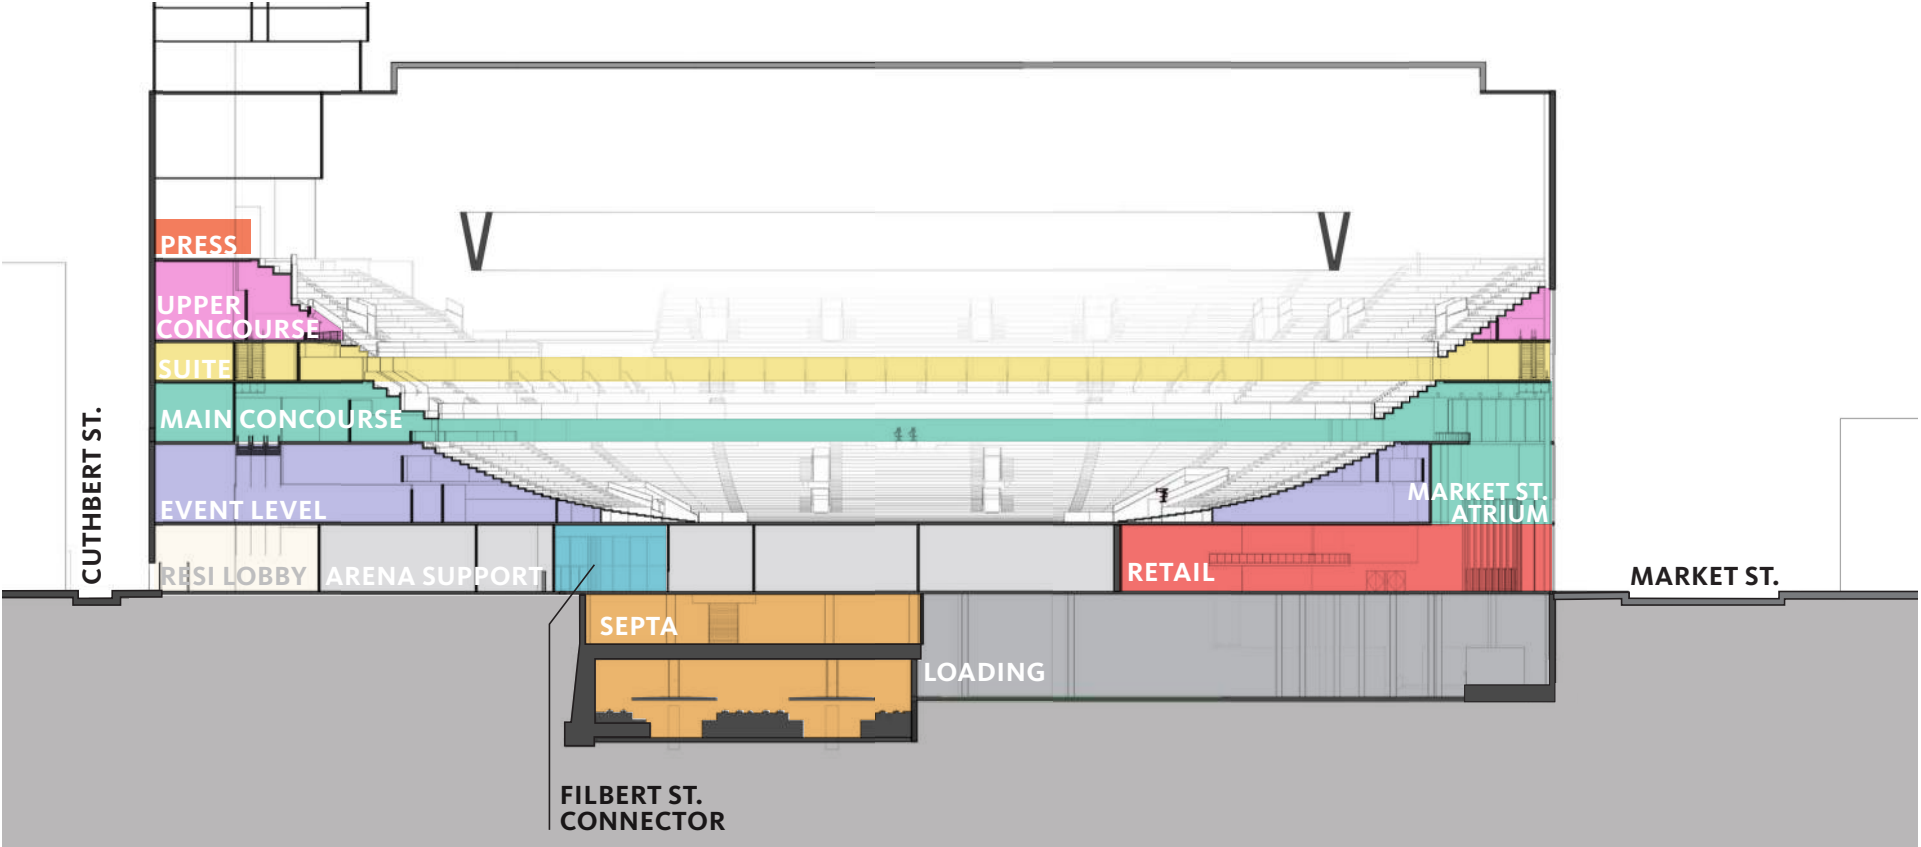 PRESS
UPPER
CONCOURSE
SUITE
MAIN CONCOURSE
EVENT LEVEL
MARKET ST.
ATRIUM
CUTHBERT ST.
RESI LOBBY
ARENA SUPPORT
RETAIL
MARKET ST.
SEPTA
LOADING
FILBERT ST.
CONNECTOR